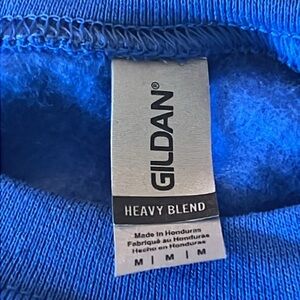 GILDAN®
HEAVY BLEND
Made in Honduras
Fabriqué au Honduras
Hecho en Honduras
M | M | M